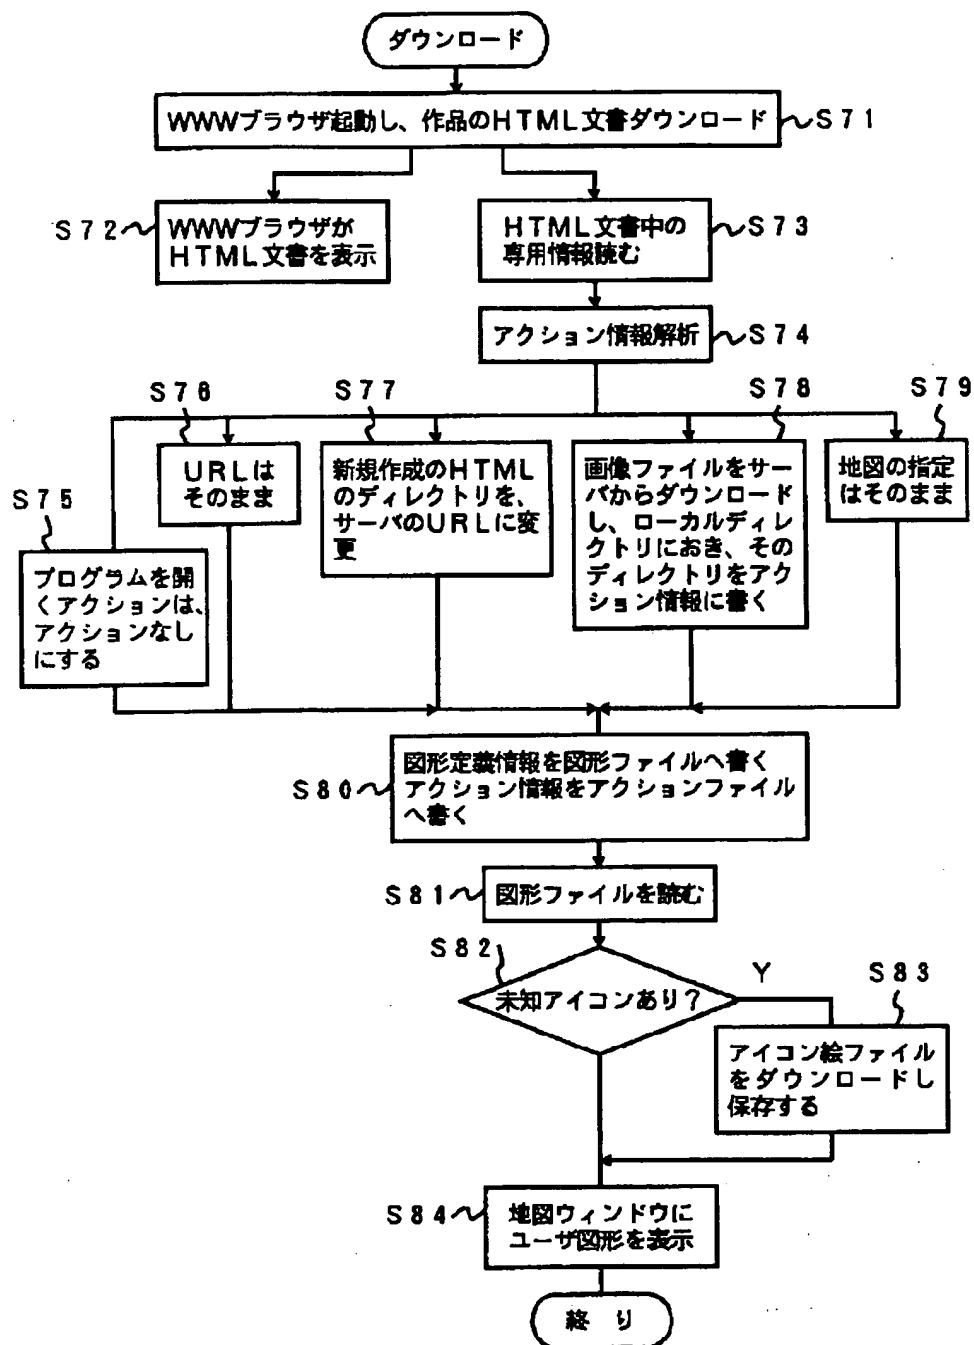 ダウンロード
WWWブラウザ起動し、作品のHTML文書ダウンロード
S71
S72
WWWブラウザが
HTML文書を表示
HTML文書中の
専用情報読む
S73
アクション情報解析
S74
S75
プログラムを開
くアクションは、
アクションなし
にする
S76
URLは
そのまま
S77
新規作成のHTML
のディレクトリを、
サーバのURLに変
更
S78
画像ファイルをサー
バからダウンロード
し、ローカルディレ
クトリにおき、その
ディレクトリをアク
ション情報に書く
S79
地図の指定
はそのまま
S80
図形定義情報を図形ファイルへ書く
アクション情報をアクションファイル
へ書く
S81
図形ファイルを読む
S82
未知アイコンあり？
Y
S83
アイコン絵ファイル
をダウンロードし
保存する
S84
地図ウィンドウに
ユーザ図形を表示
終り